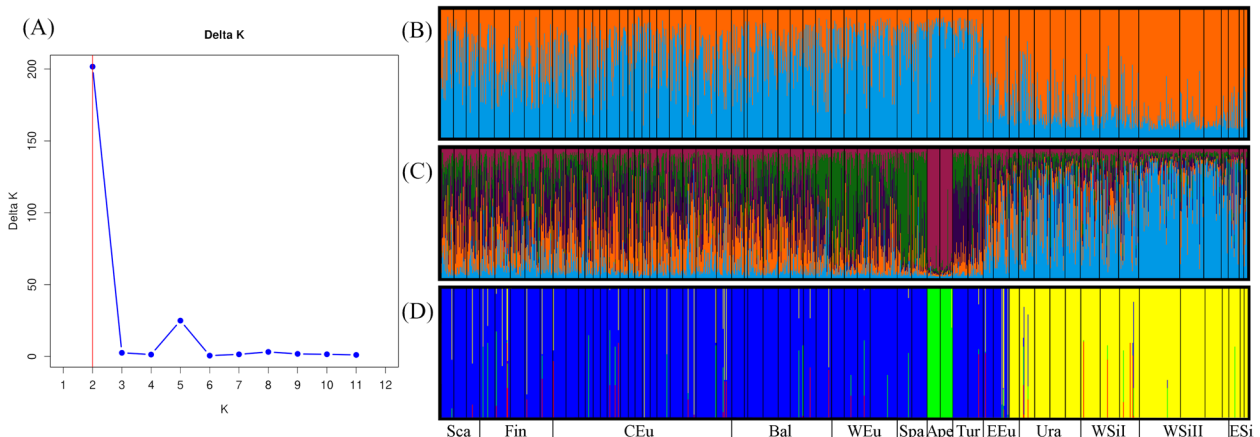 (A)
Delta K
Delta K
200
150
100
50
0
1 2 3 4 5 6 7 8 9 10 11 12
K
(B)
(C)
(D)
Sca Fin CEu Bal WEu Spa Ape Tur EEu Ura WSiI WSiII ESi